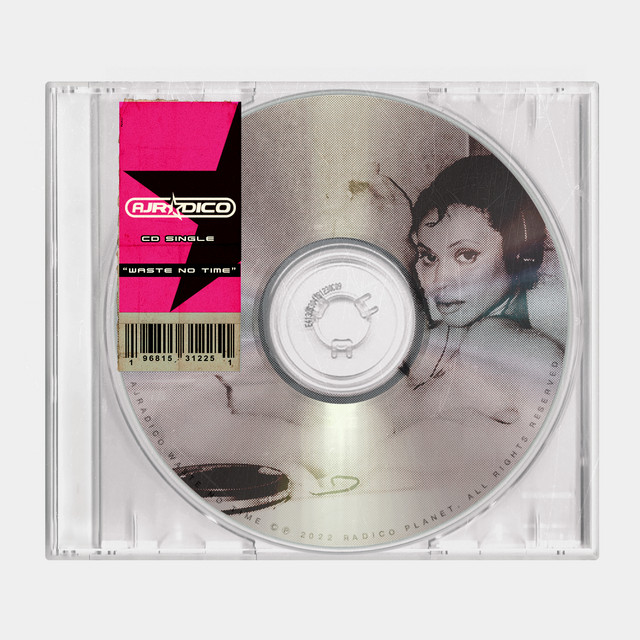 AJRADICO
CD SINGLE
"WASTE NO TIME"
1 96815 31225 1
AJRADICO W
ME © ℗ 2022 RADICO PLANET. ALL RIGHTS RESERVED